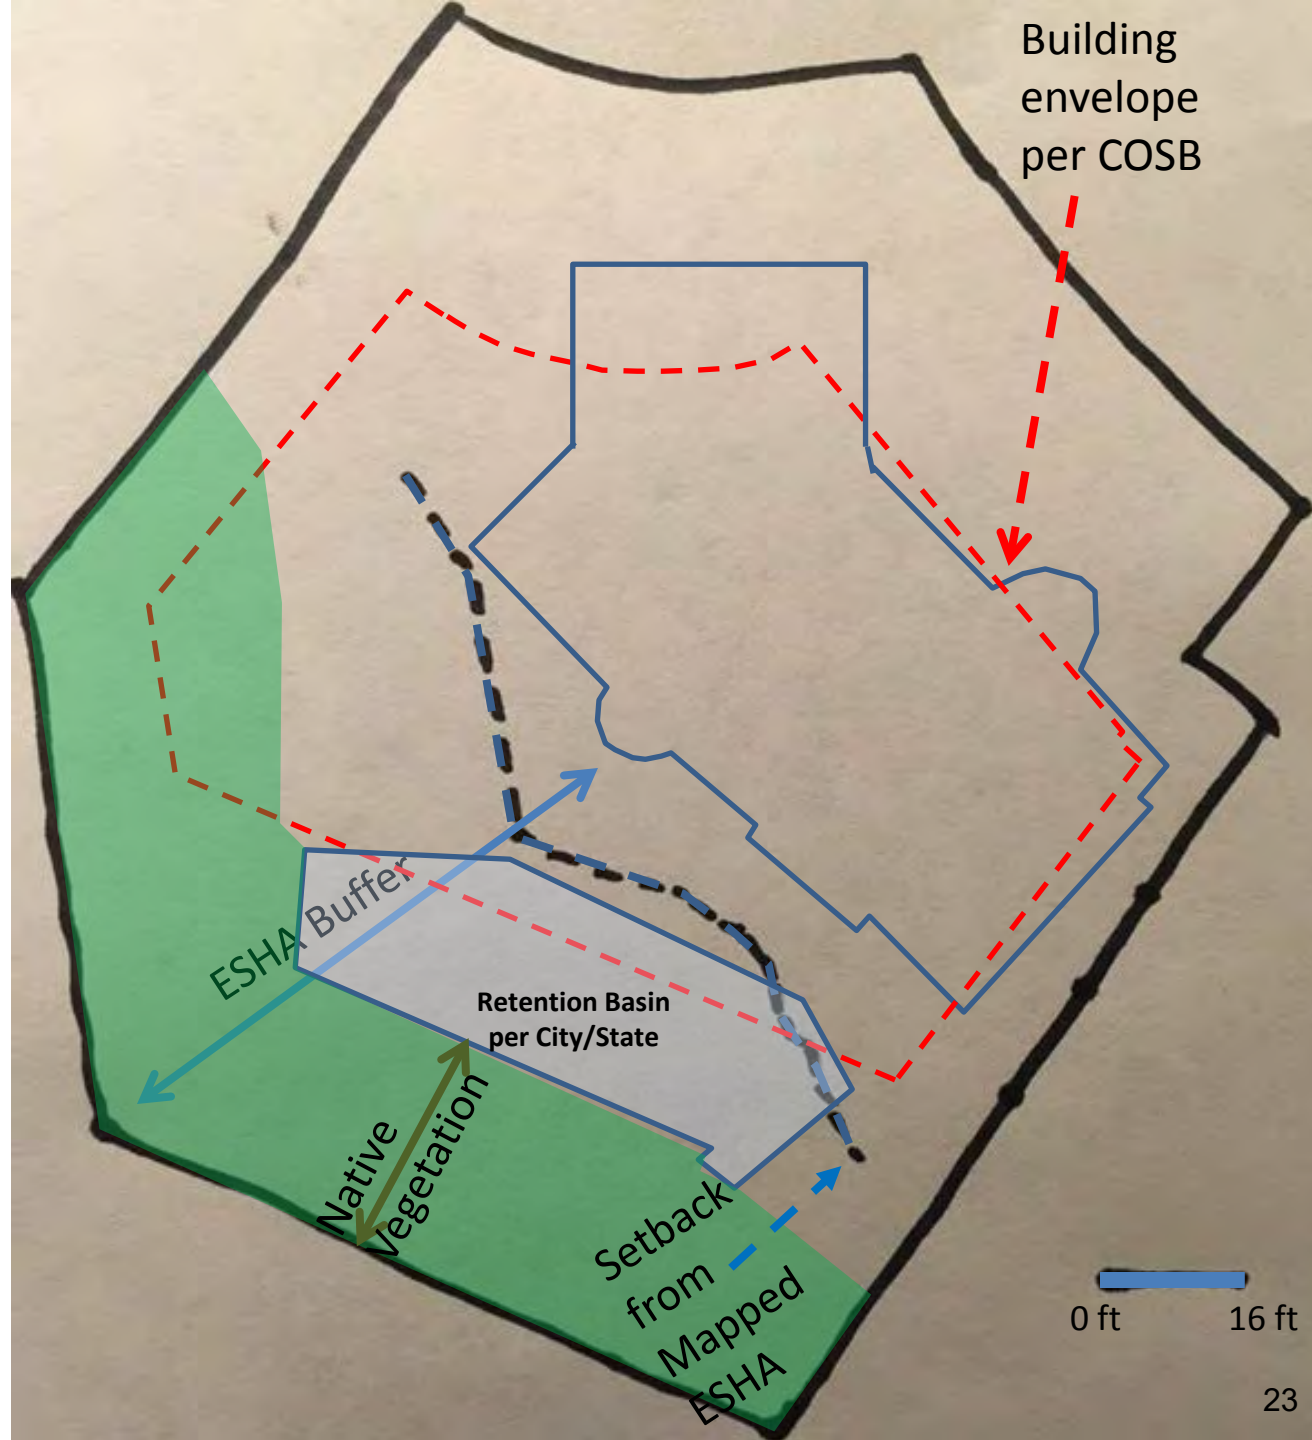 Building
envelope
per COSB
ESHA Buffer
Retention Basin
per City/State
Native
Vegetation
Setback
from
Mapped
ESHA
0 ft
16 ft
23